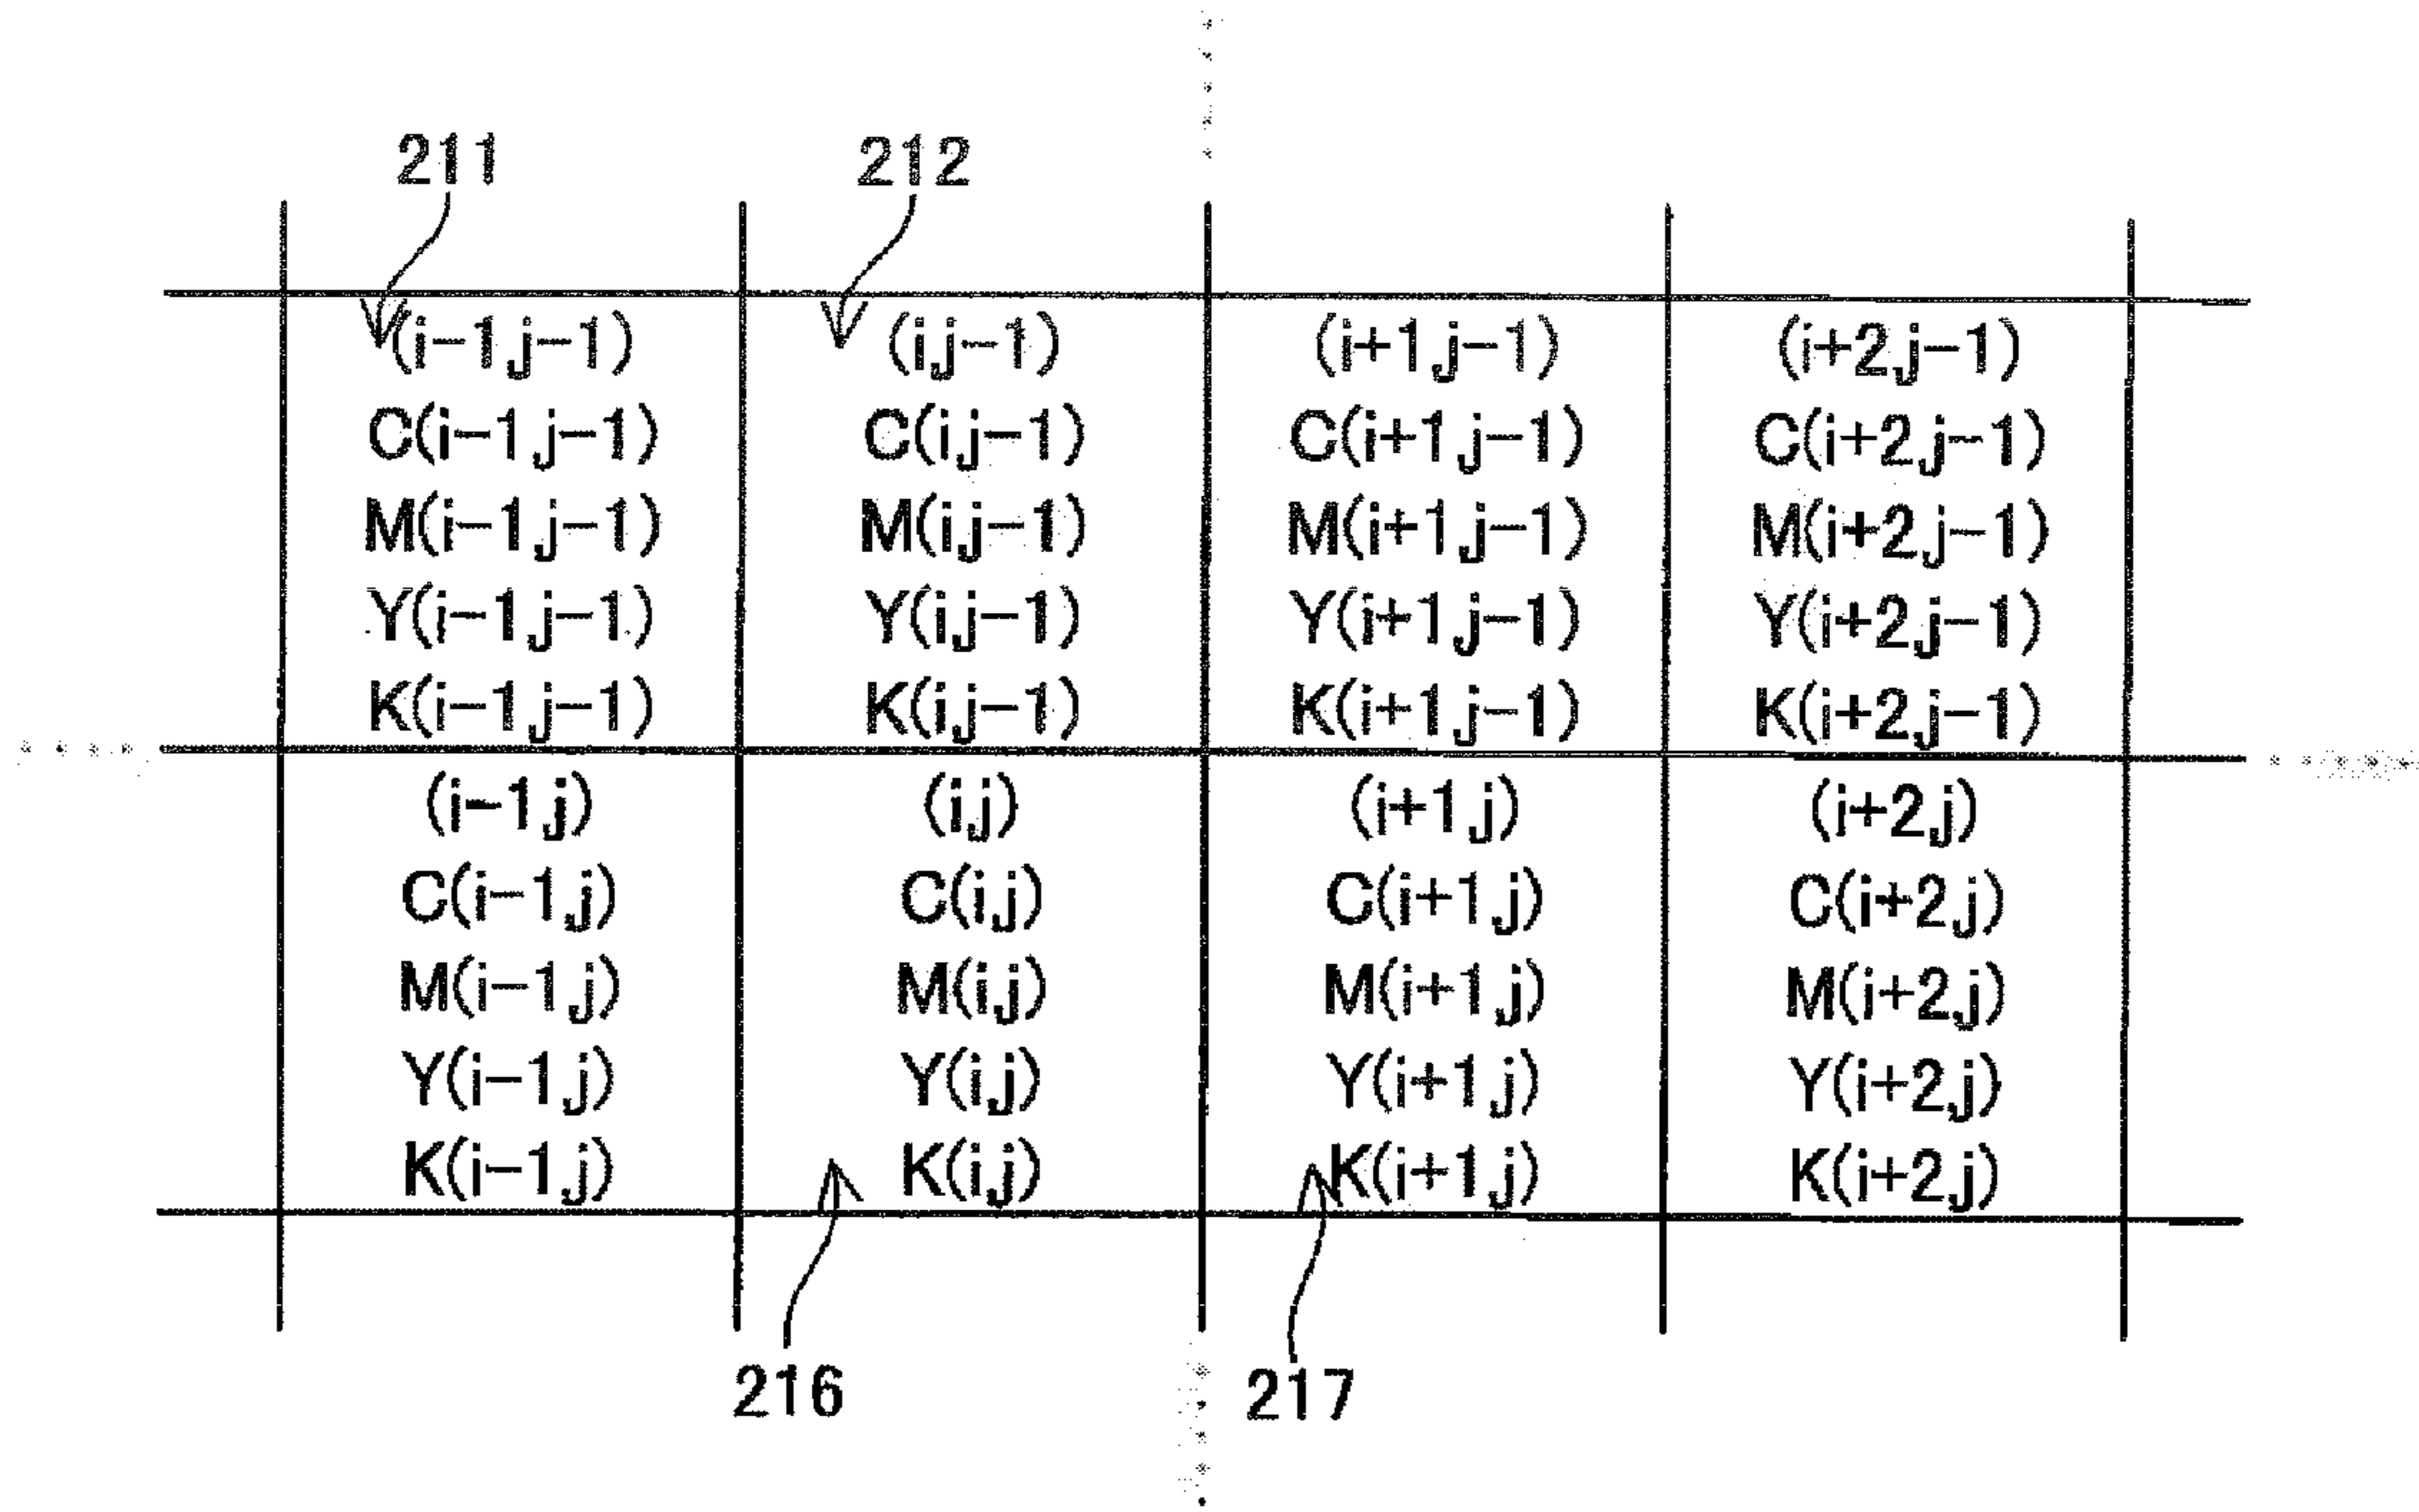 211 212
(i-1,j-1) (i,j-1) (i+1,j-1) (i+2,j-1)
C(i-1,j-1) C(i,j-1) C(i+1,j-1) C(i+2,j-1)
M(i-1,j-1) M(i,j-1) M(i+1,j-1) M(i+2,j-1)
Y(i-1,j-1) Y(i,j-1) Y(i+1,j-1) Y(i+2,j-1)
K(i-1,j-1) K(i,j-1) K(i+1,j-1) K(i+2,j-1)
(i-1,j) (i,j) (i+1,j) (i+2,j)
C(i-1,j) C(i,j) C(i+1,j) C(i+2,j)
M(i-1,j) M(i,j) M(i+1,j) M(i+2,j)
Y(i-1,j) Y(i,j) Y(i+1,j) Y(i+2,j)
K(i-1,j) K(i,j) K(i+1,j) K(i+2,j)
216 217